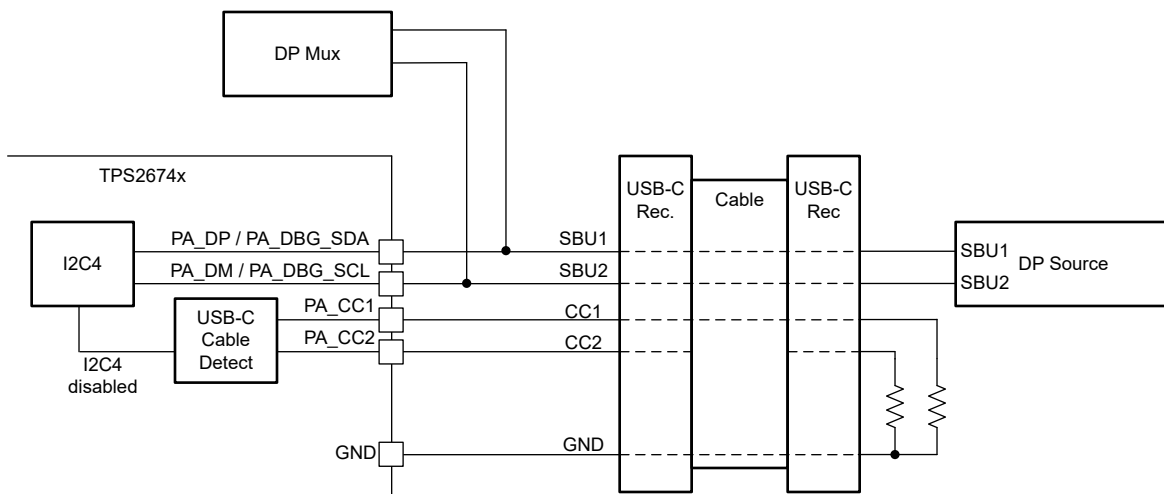 DP Mux
TPS2674x
USB-C
Rec.
Cable
USB-C
Rec
I2C4
PA_DP / PA_DBG_SDA
SBU1
SBU1
DP Source
PA_DM / PA_DBG_SCL
SBU2
SBU2
USB-C
Cable
Detect
PA_CC1
CC1
PA_CC2
CC2
I2C4
disabled
GND
GND